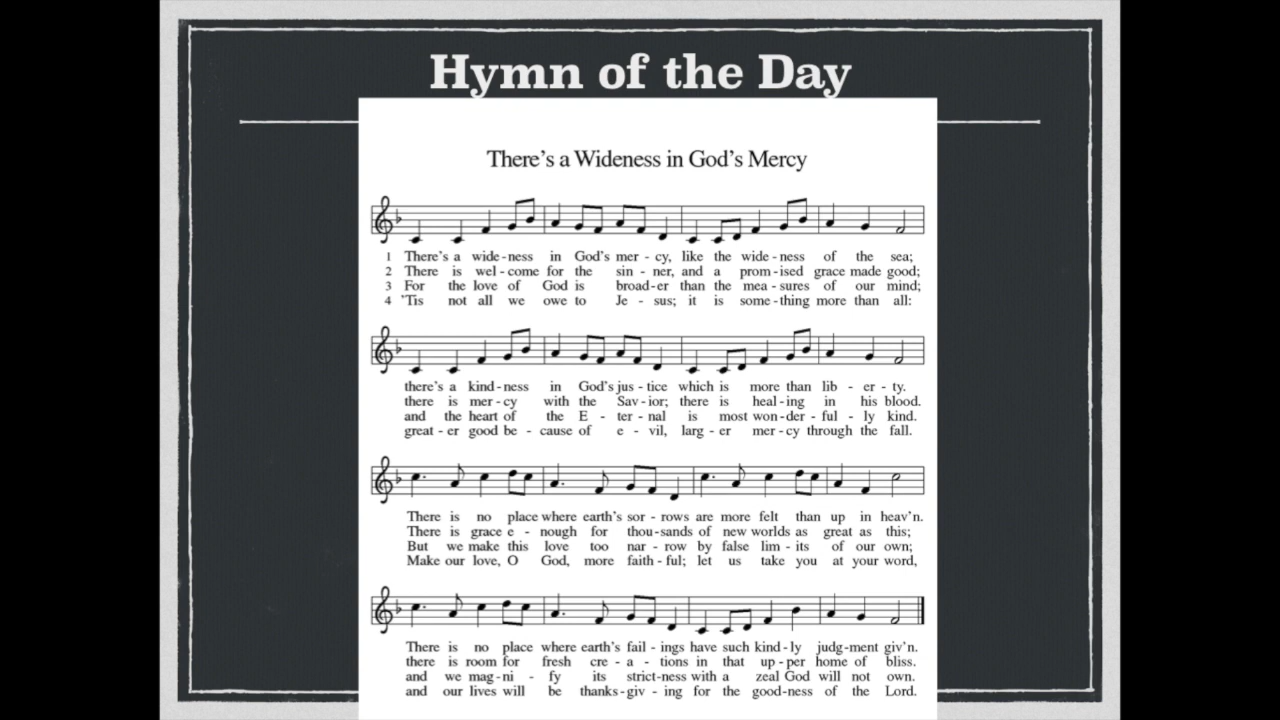 Hymn of the Day
There's a Wideness in God's Mercy
1 There's a wide - ness in God's mer - cy, like the wide - ness of the sea;
2 There is wel - come for the sin - ner, and a prom - ised grace made good;
3 For the love of God is broad - er than the mea - sures of our mind;
4 'Tis not all we owe to Je - sus; it is some - thing more than all:
there's a kind - ness in God's jus - tice which is more than lib - er - ty.
there is mer - cy with the Sav - ior; there is heal - ing in his blood.
and the heart of the E - ter - nal is most won - der - ful - ly kind.
great - er good be - cause of e - vil, larg - er mer - cy through the fall.
There is no place where earth's sor - rows are more felt than up in heav'n.
There is grace e - nough for thou - sands of new worlds as great as this;
But we make this love too nar - row by false lim - its of our own;
Make our love, O God, more faith - ful; let us take you at your word,
There is no place where earth's fail - ings have such kind - ly judg - ment giv'n.
there is room for fresh cre - a - tions in that up - per home of bliss.
and we mag - ni - fy its strict - ness with a zeal God will not own.
and our lives will be thanks - giv - ing for the good - ness of the Lord.